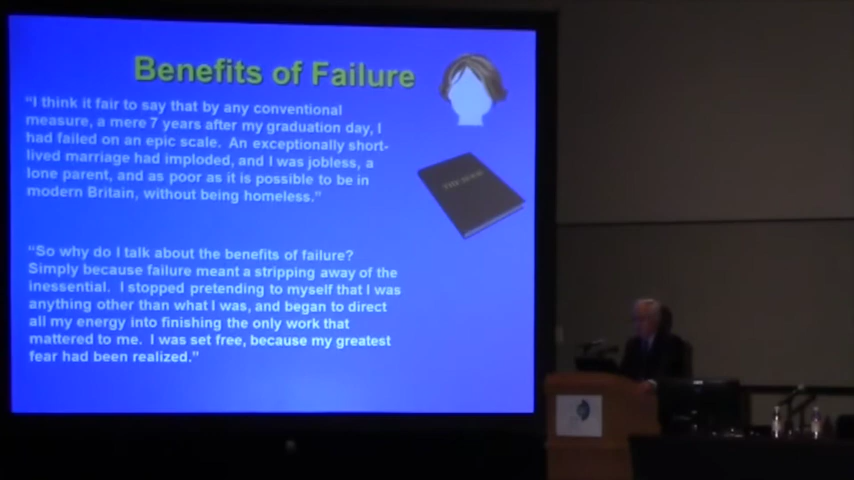 Benefits of Failure
"I think it fair to say that by any conventional
measure, a mere 7 years after my graduation day, I
had failed on an epic scale.  An exceptionally short-
lived marriage had imploded, and I was jobless, a
lone parent, and as poor as it is possible to be in
modern Britain, without being homeless."
THE BOOK
"So why do I talk about the benefits of failure?
Simply because failure meant a stripping away of the
inessential.  I stopped pretending to myself that I was
anything other than what I was, and began to direct
all my energy into finishing the only work that
mattered to me.  I was set free, because my greatest
fear had been realized."